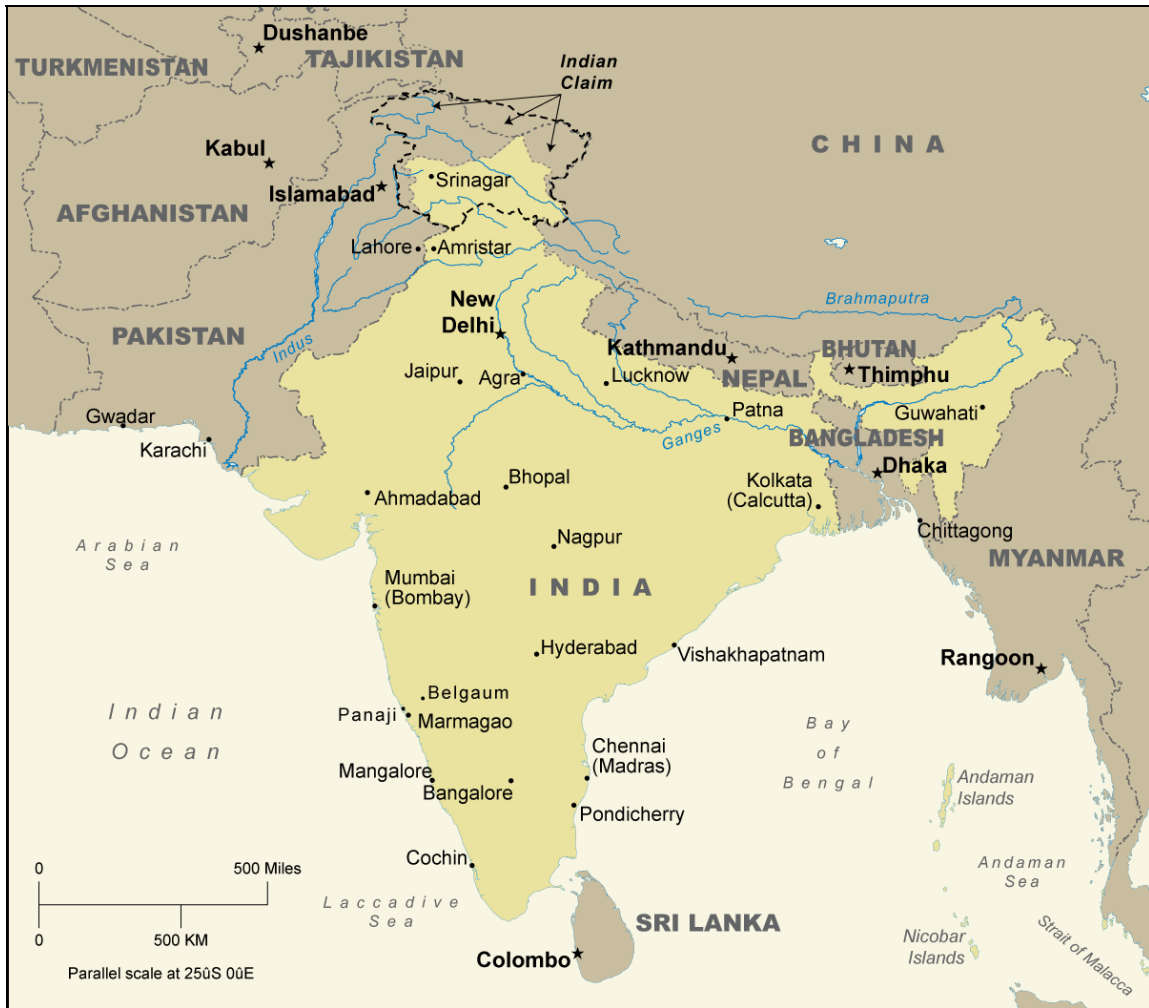 Dushanbe
TURKMENISTAN
TAJIKISTAN
Indian
Claim
CHINA
Kabul
Islamabad
Srinagar
AFGHANISTAN
Lahore
Amristar
New
Delhi
Brahmaputra
PAKISTAN
Indus
Kathmandu
BHUTAN
Thimphu
Jaipur
Agra
Lucknow
NEPAL
Gwadar
Patna
Guwahati
Karachi
Ganges
BANGLADESH
Dhaka
Bhopal
Kolkata
(Calcutta)
Ahmadabad
Chittagong
Arabian
Sea
Nagpur
MYANMAR
Mumbai
(Bombay)
INDIA
Hyderabad
Vishakhapatnam
Rangoon
Belgaum
Panaji
Marmagao
Indian
Ocean
Bay
of
Bengal
Chennai
(Madras)
Mangalore
Bangalore
Andaman
Islands
Pondicherry
Cochin
0 500 Miles
Andaman
Sea
Laccadive
Sea
SRI LANKA
0 500 KM
Nicobar
Islands
Strait of Malacca
Colombo
Parallel scale at 25ûS 0ûE